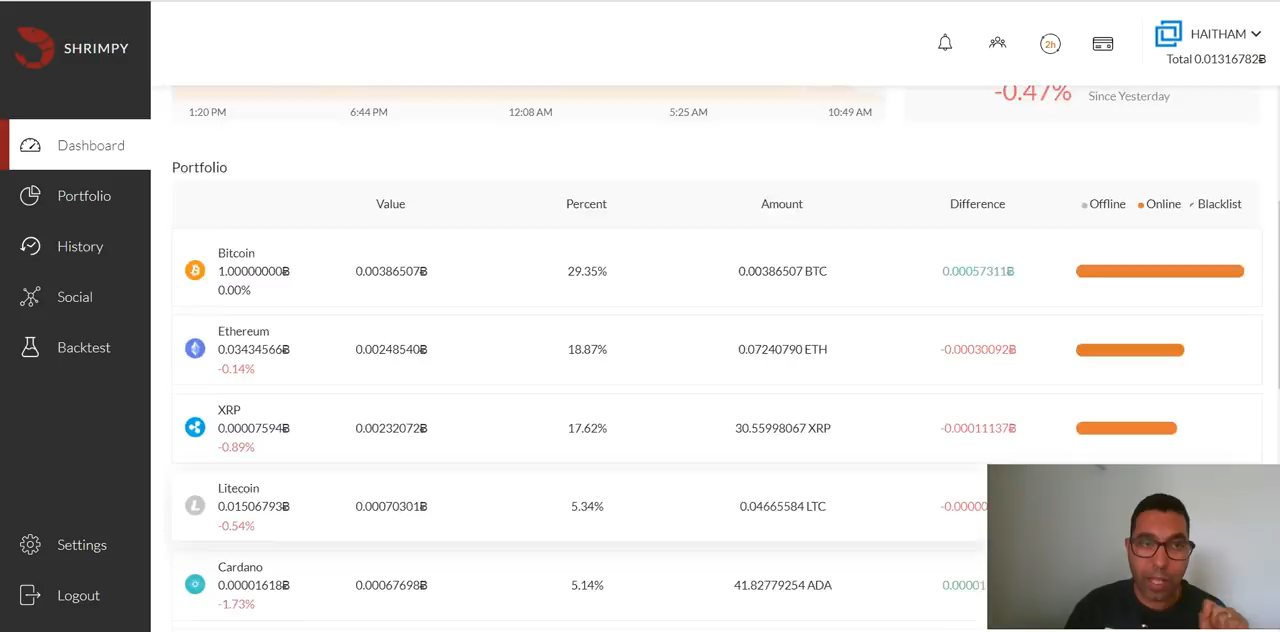 SHRIMPY
2h
HAITHAM
Total 0.01316782Ƀ
-0.47% Since Yesterday
1:20 PM 6:44 PM 12:08 AM 5:25 AM 10:49 AM
Dashboard
Portfolio
History
Social
Backtest
Settings
Logout
Portfolio
Value Percent Amount Difference Offline Online Blacklist
Bitcoin
1.00000000Ƀ 0.00386507Ƀ 29.35% 0.00386507 BTC 0.00057311Ƀ
0.00%
Ethereum
0.03434566Ƀ 0.00248540Ƀ 18.87% 0.07240790 ETH -0.00030092Ƀ
-0.14%
XRP
0.00007594Ƀ 0.00232072Ƀ 17.62% 30.55998067 XRP -0.00011137Ƀ
-0.89%
Litecoin
0.01506793Ƀ 0.00070301Ƀ 5.34% 0.04665584 LTC -0.00000
-0.54%
Cardano
0.00001618Ƀ 0.00067698Ƀ 5.14% 41.82779254 ADA 0.00001
-1.73%